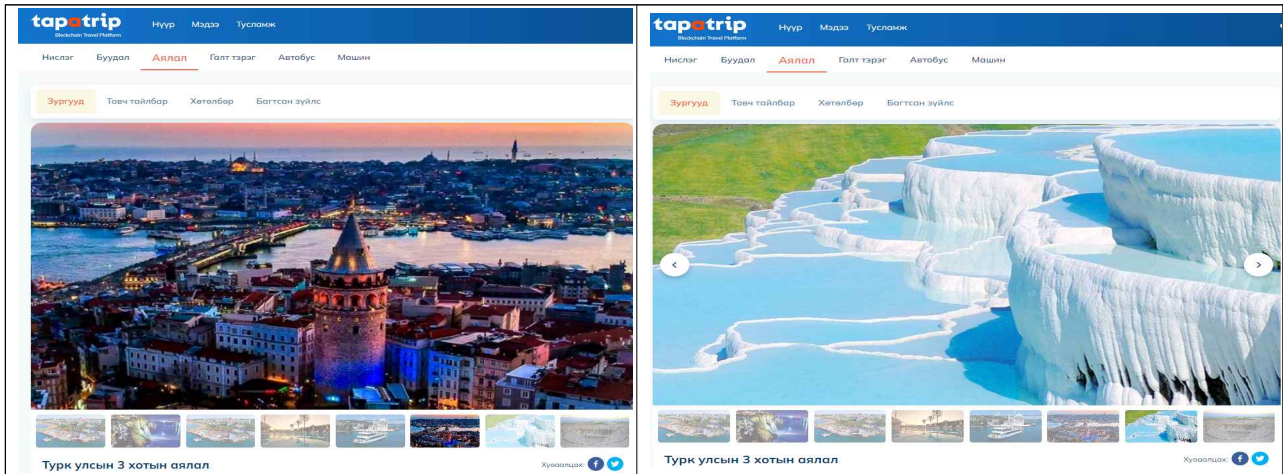 tapatrip
Blockchain Travel Platform
Нүүр Мэдээ Тусламж
Нислэг Буудал Аялал Галт тэрэг Автобус Машин
Зургууд Товч тайлбар Хөтөлбөр Багтсан зүйлс
Турк улсын 3 хотын аялал
Хуваалцах:
tapatrip
Blockchain Travel Platform
Нүүр Мэдээ Тусламж
Нислэг Буудал Аялал Галт тэрэг Автобус Машин
Зургууд Товч тайлбар Хөтөлбөр Багтсан зүйлс
Турк улсын 3 хотын аялал
Хуваалцах: